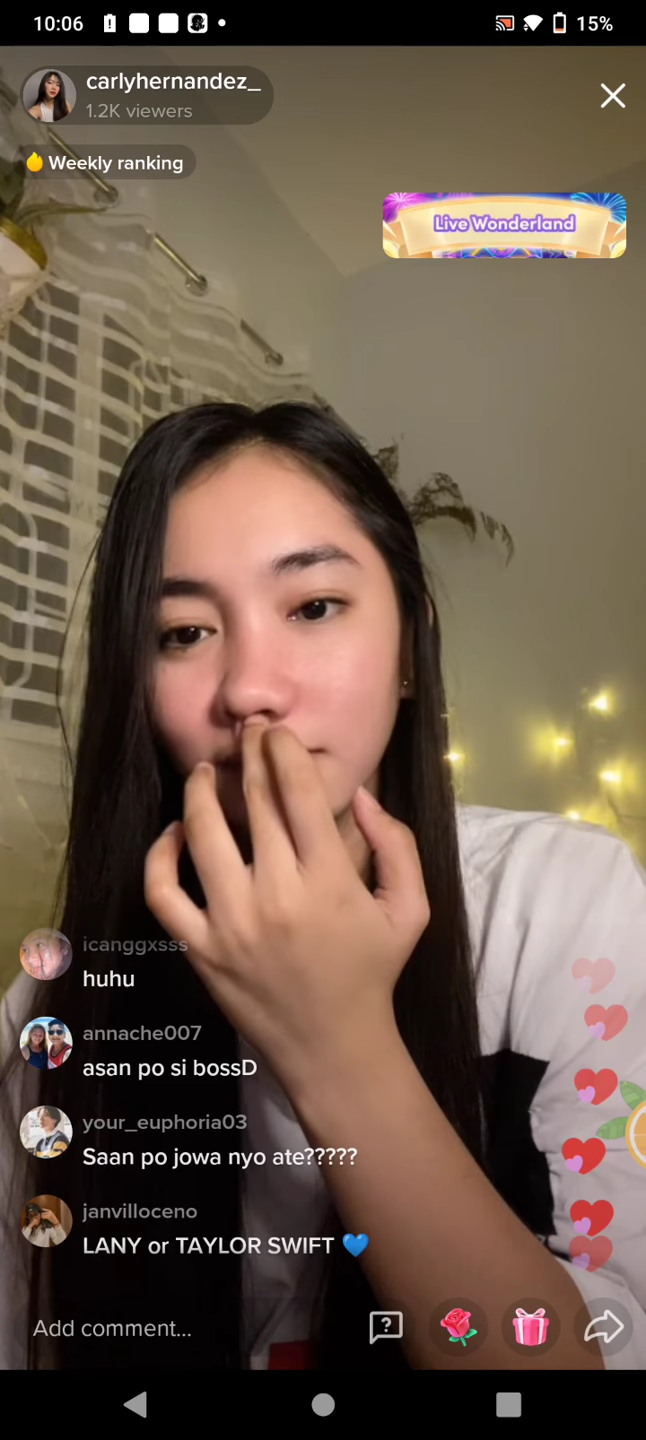 10:06
15%
carlyhernandez_
1.2K viewers
Weekly ranking
Live Wonderland
icanggxsss
huhu
annache007
asan po si bossD
your_euphoria03
Saan po jowa nyo ate?????
janvilloceno
LANY or TAYLOR SWIFT 💙
Add comment...